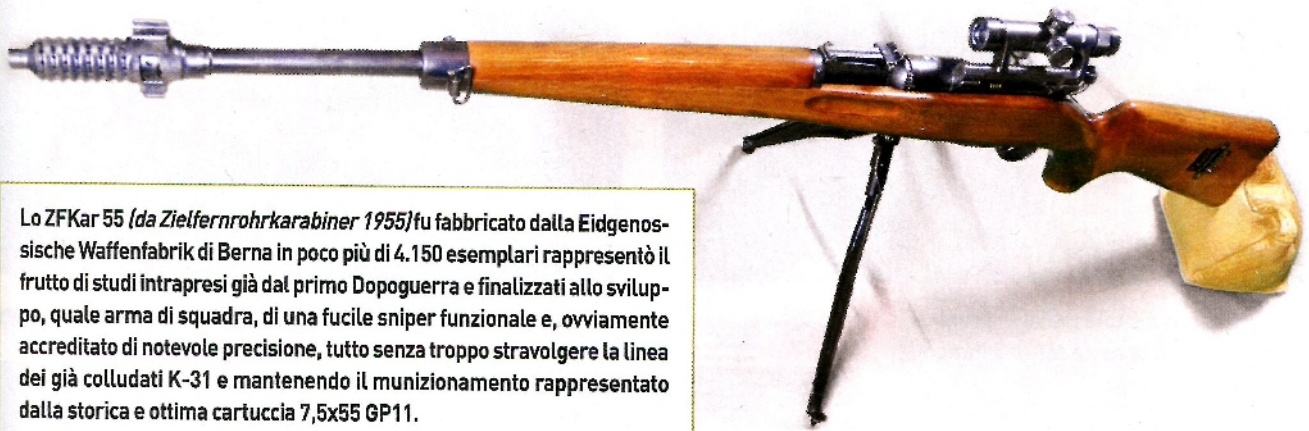 Lo ZFKar 55 (da Zielfernrohrkarabiner 1955) fu fabbricato dalla Eidgenos-
sische Waffenfabrik di Berna in poco più di 4.150 esemplari rappresentò il
frutto di studi intrapresi già dal primo Dopoguerra e finalizzati allo svilup-
po, quale arma di squadra, di una fucile sniper funzionale e, ovviamente
accreditato di notevole precisione, tutto senza troppo stravolgere la linea
dei già colludati K-31 e mantenendo il munizionamento rappresentato
dalla storica e ottima cartuccia 7,5x55 GP11.